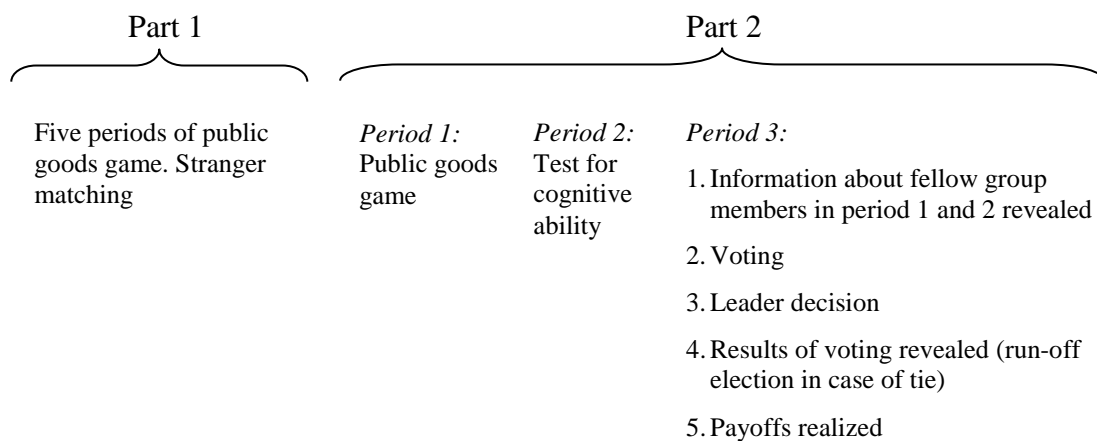 Part 1
Part 2
Five periods of public
goods game. Stranger
matching
Period 1:
Public goods
game
Period 2:
Test for
cognitive
ability
Period 3:
1. Information about fellow group
members in period 1 and 2 revealed
2. Voting
3. Leader decision
4. Results of voting revealed (run-off
election in case of tie)
5. Payoffs realized